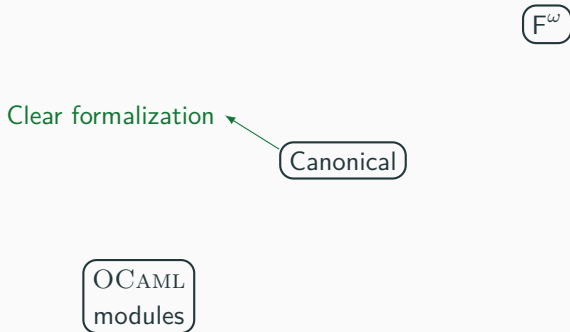 F^ω
Clear formalization
Canonical
OCAML
modules